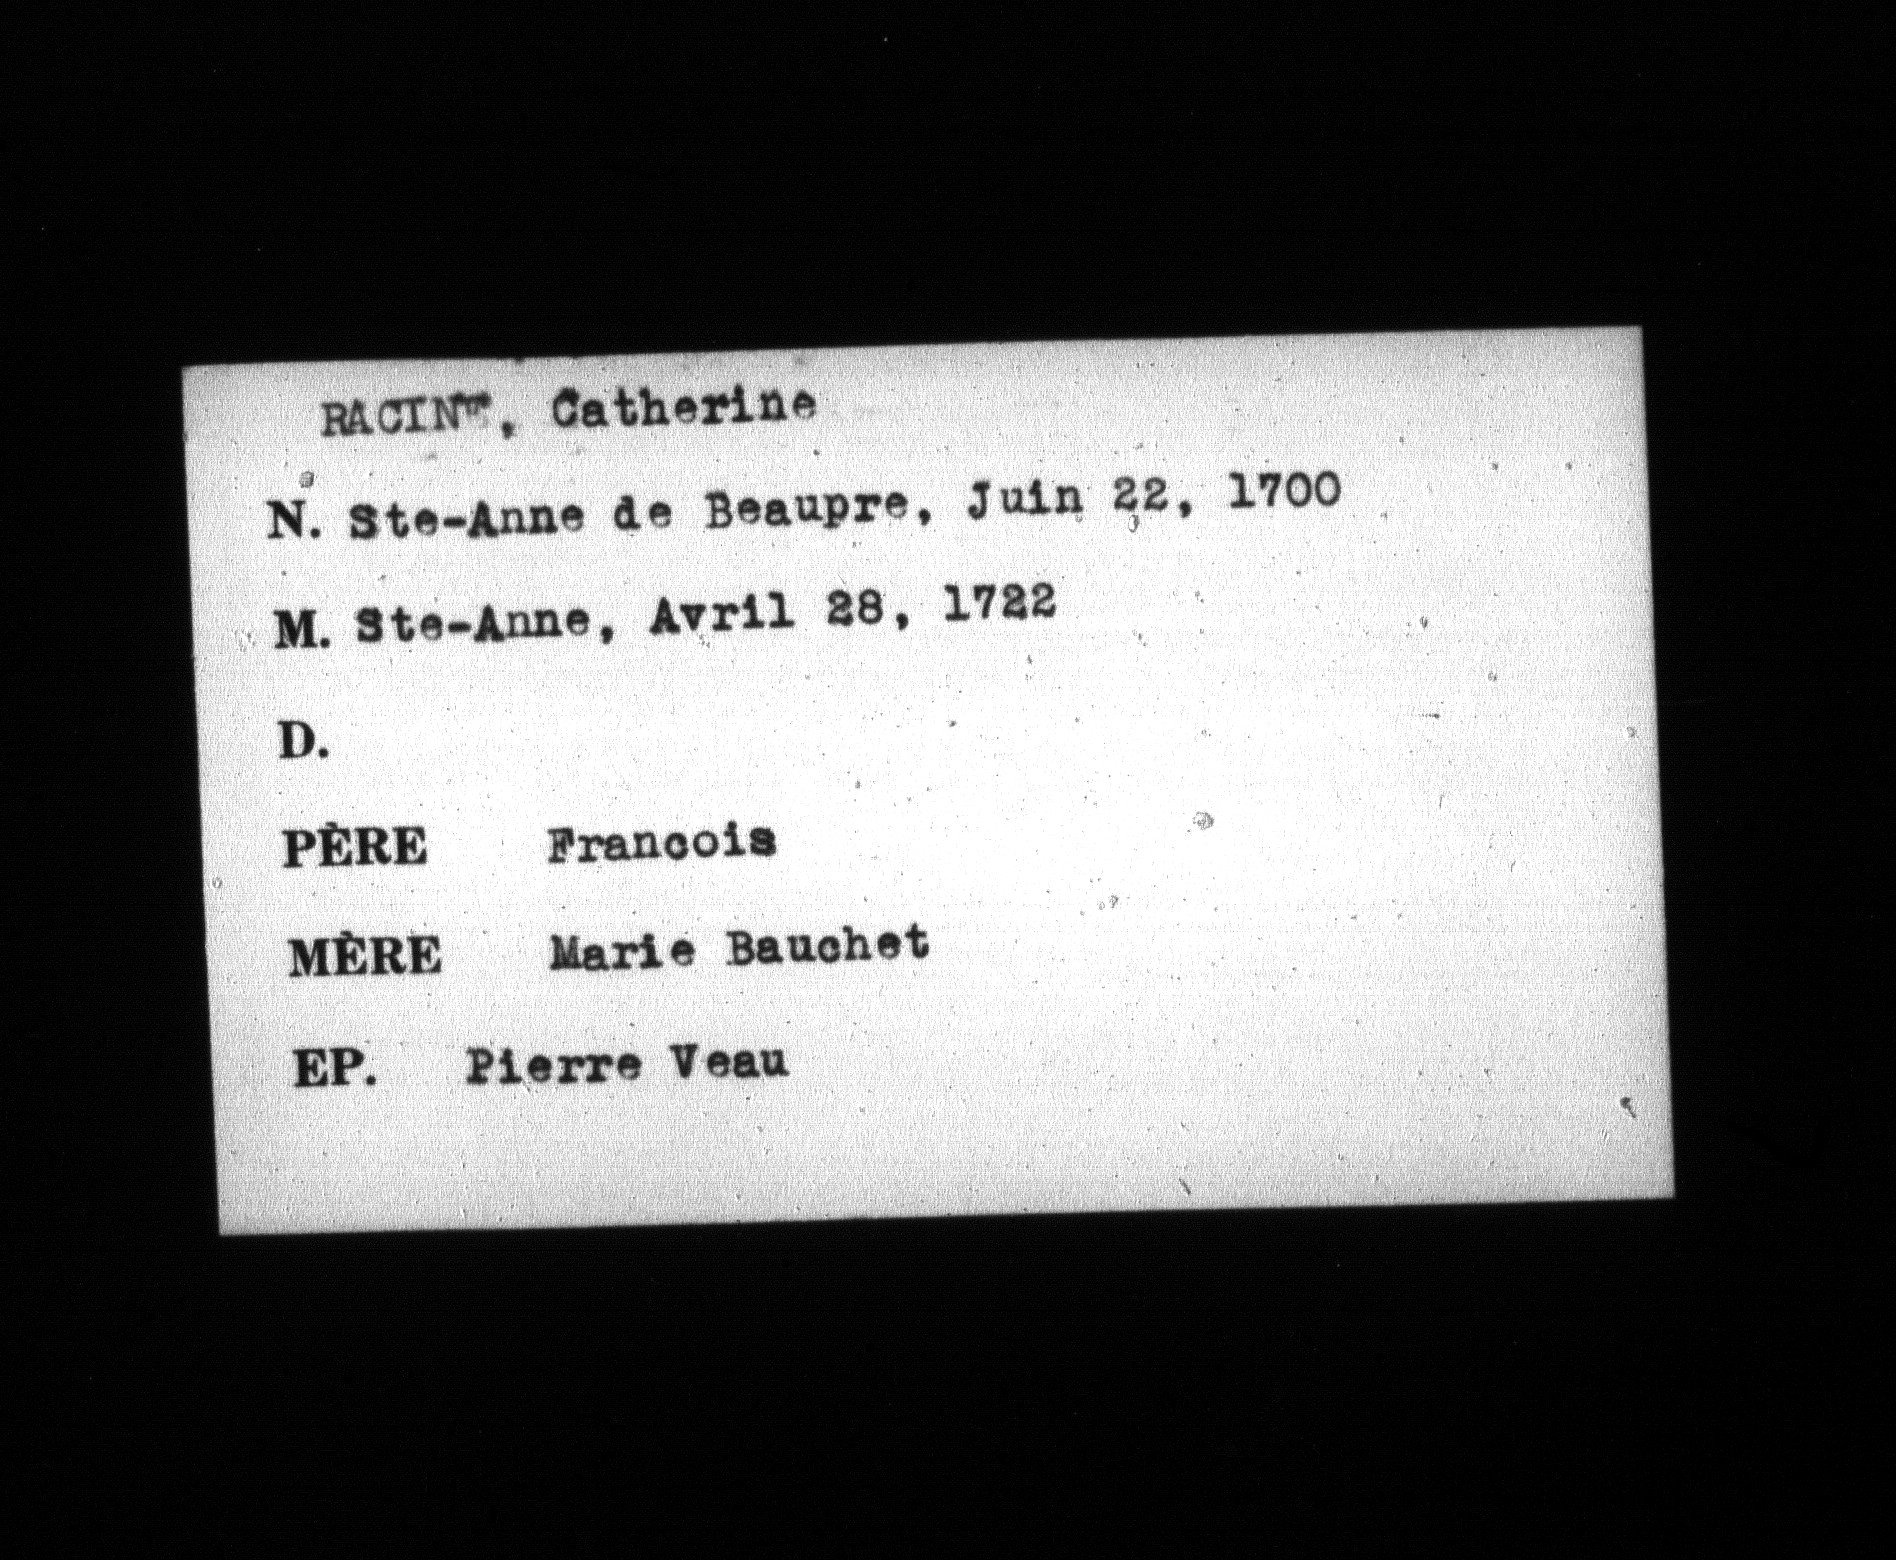 RACINE, Catherine
N. Ste-Anne de Beaupre, Juin 22, 1700
M. Ste-Anne, Avril 28, 1722
D.
PÈRE Francois
MÈRE Marie Bauchet
EP. Pierre Veau